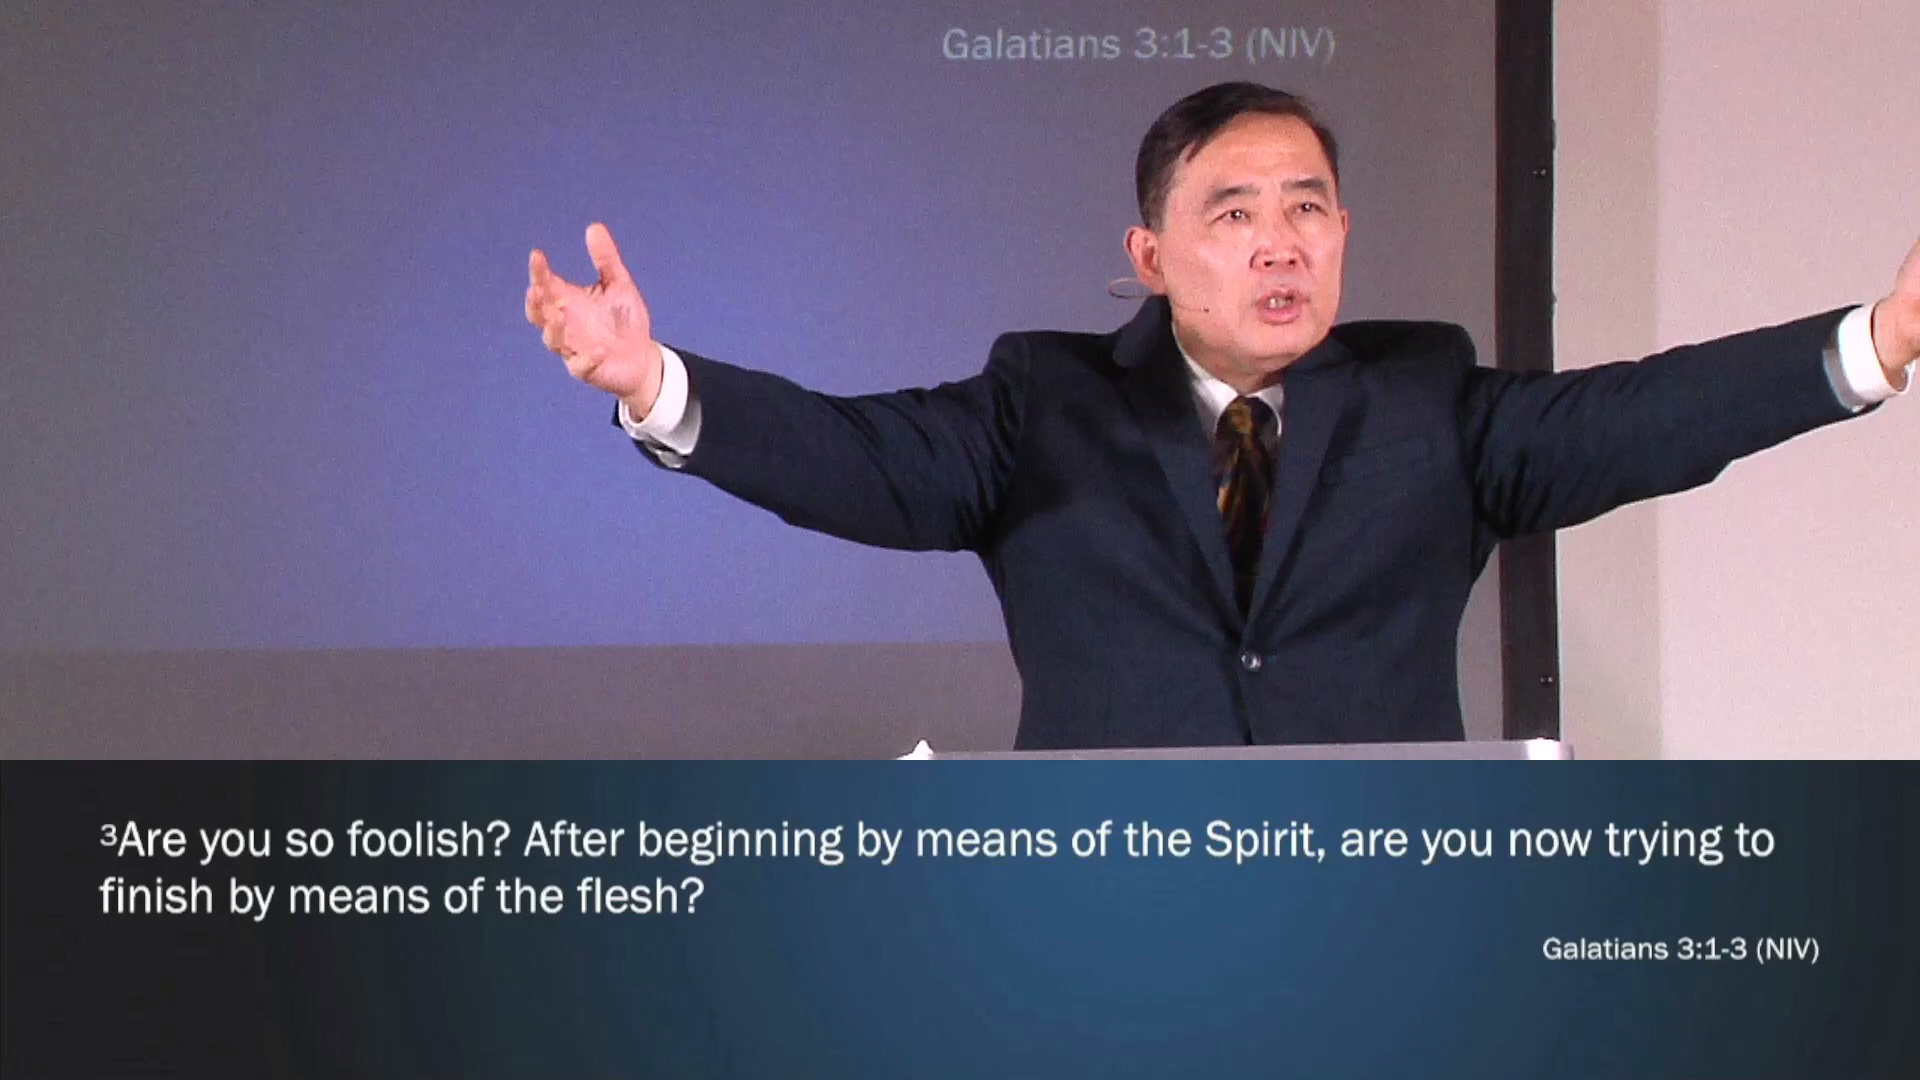 Galatians 3:1-3 (NIV)
³Are you so foolish? After beginning by means of the Spirit, are you now trying to
finish by means of the flesh?
Galatians 3:1-3 (NIV)